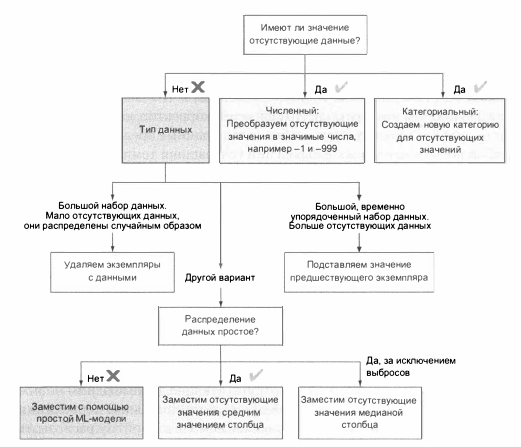 Имеют ли значение
отсутствующие данные?
Нет
Да
Да
Тип данных
Численный:
Преобразуем отсутствующие
значения в значимые числа,
например –1 и –999
Категориальный:
Создаем новую категорию
для отсутствующих
значений
Большой набор данных.
Мало отсутствующих данных,
они распределены случайным образом
Большой, временно
упорядоченный набор данных.
Больше отсутствующих данных
Удаляем экземпляры
с данными
Другой вариант
Подставляем значение
предшествующего экземпляра
Распределение
данных простое?
Нет
Да
Да, за исключением
выбросов
Заместим с помощью
простой ML-модели
Заместим отсутствующие
значения средним
значением столбца
Заместим отсутствующие
значения медианой
столбца